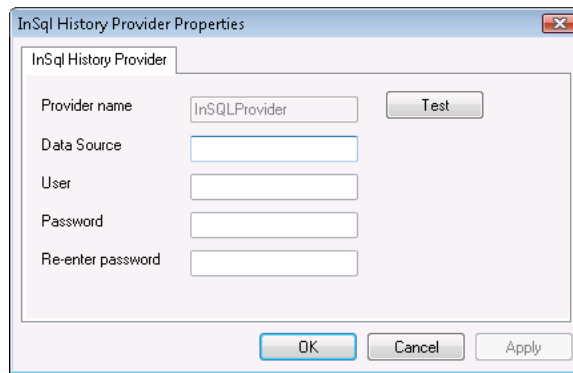 InSql History Provider Properties
InSql History Provider
Provider name
InSQLProvider
Test
Data Source
User
Password
Re-enter password
OK
Cancel
Apply